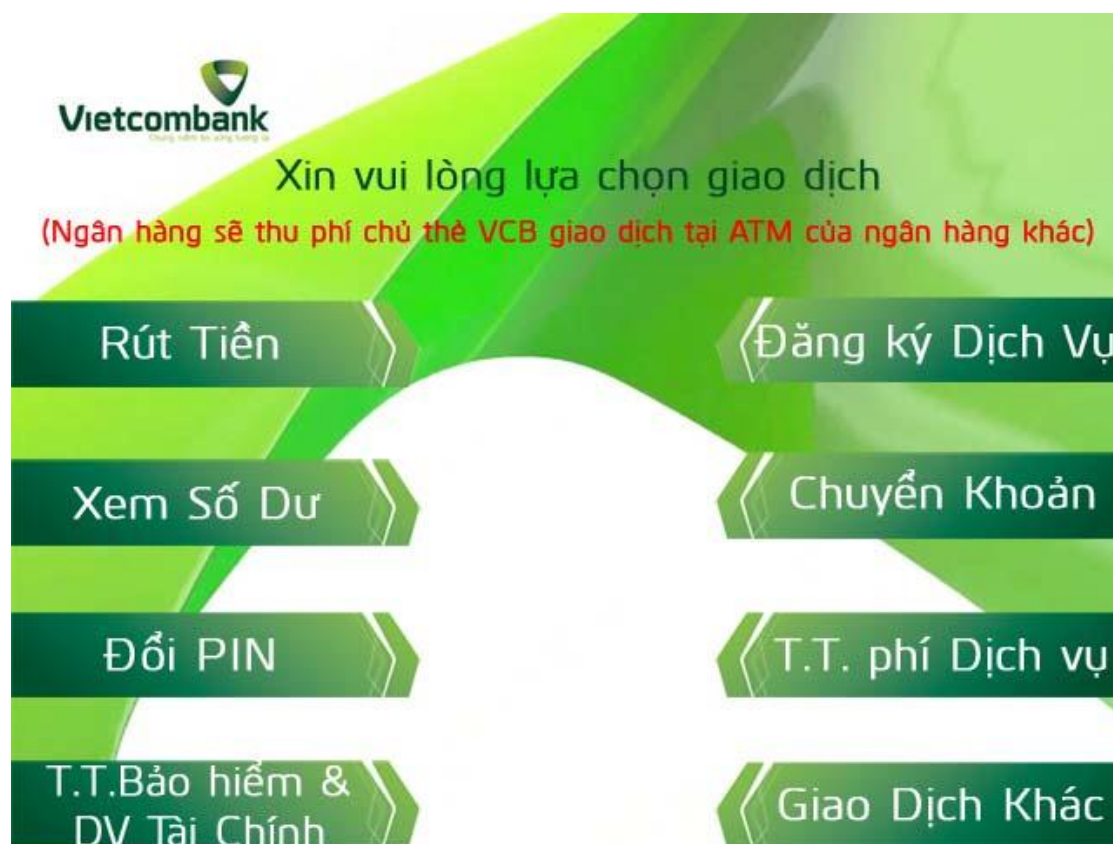 Vietcombank
Xin vui lòng lựa chọn giao dịch
(Ngân hàng sẽ thu phí chủ thẻ VCB giao dịch tại ATM của ngân hàng khác)
Rút Tiền
Đăng ký Dịch Vụ
Xem Số Dư
Chuyển Khoản
Đổi PIN
T.T. phí Dịch vụ
T.T.Bảo hiểm &
DV Tài Chính
Giao Dịch Khác